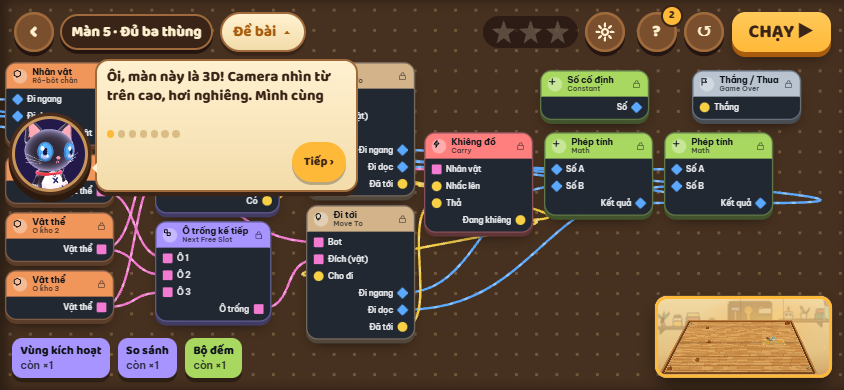 Màn 5 · Đủ ba thùng
Đề bài
2
?
CHẠY
Ôi, màn này là 3D! Camera nhìn từ
trên cao, hơi nghiêng. Mình cùng
Tiếp ›
Nhân vật
Rô-bốt chân
Đi ngang
Vật thể
Ổ kho 2
Vật thể
Vật thể
Ổ kho 3
Vật thể
Có
Ô trống kế tiếp
Next Free Slot
Ô 1
Ô 2
Ô 3
Ô trống
Đi ngang
Đi dọc
Đã tới
Đi tới
Move To
Bot
Đích (vật)
Cho đi
Đi ngang
Đi dọc
Đã tới
Khiêng đồ
Carry
Nhân vật
Nhấc lên
Thả
Đang khiêng
Số cố định
Constant
Số
Phép tính
Math
Số A
Số B
Kết quả
Phép tính
Math
Số A
Số B
Kết quả
Thắng / Thua
Game Over
Thắng
Vùng kích hoạt
còn ×1
So sánh
còn ×1
Bộ đếm
còn ×1